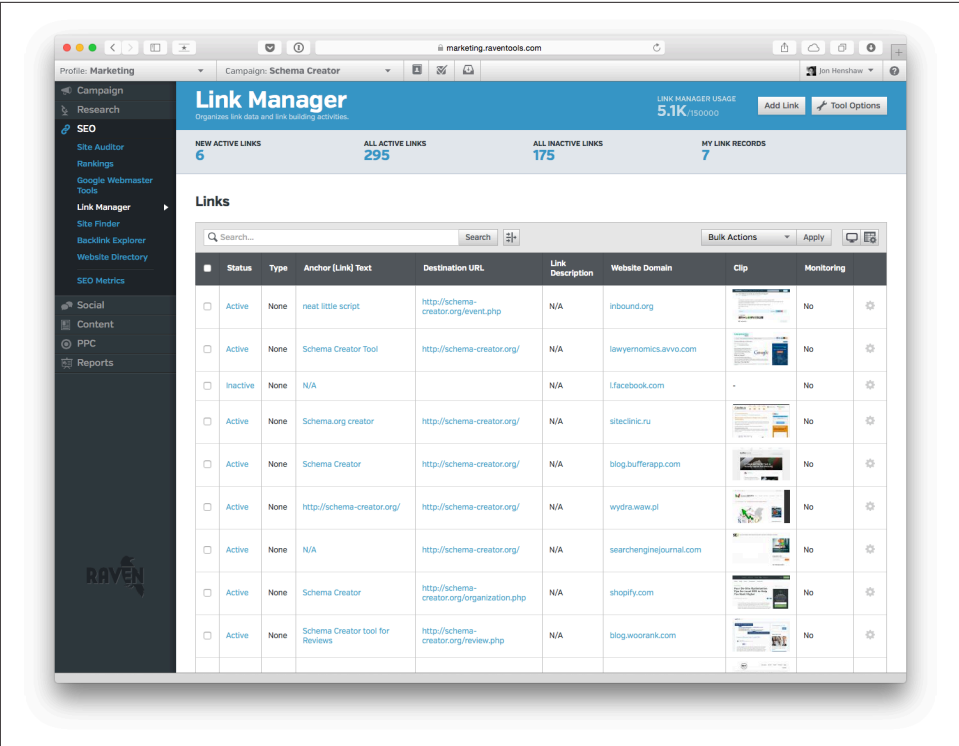 marketing.raventools.com
Profile: Marketing
Campaign: Schema Creator
Jon Henshaw
Campaign
Research
SEO
Site Auditor
Rankings
Google Webmaster
Tools
Link Manager
Site Finder
Backlink Explorer
Website Directory
SEO Metrics
Social
Content
PPC
Reports
RAVEN
Link Manager
Organizes link data and link building activities.
LINK MANAGER USAGE
5.1K/150000
Add Link
Tool Options
NEW ACTIVE LINKS
6
ALL ACTIVE LINKS
295
ALL INACTIVE LINKS
175
MY LINK RECORDS
7
Links
Search...
Search
Bulk Actions
Apply
Status Type Anchor (Link) Text Destination URL Link Description Website Domain Clip Monitoring
Active None neat little script http://schema-creator.org/event.php N/A inbound.org No
Active None Schema Creator Tool http://schema-creator.org/ N/A lawyernomics.avvo.com No
Inactive None N/A N/A l.facebook.com - No
Active None Schema.org creator http://schema-creator.org/ N/A siteclinic.ru No
Active None Schema Creator http://schema-creator.org/ N/A blog.bufferapp.com No
Active None http://schema-creator.org/ http://schema-creator.org/ N/A wydra.waw.pl No
Active None N/A http://schema-creator.org/ N/A searchenginejournal.com No
Active None Schema Creator http://schema-creator.org/organization.php N/A shopify.com No
Active None Schema Creator tool for Reviews http://schema-creator.org/review.php N/A blog.woorank.com No